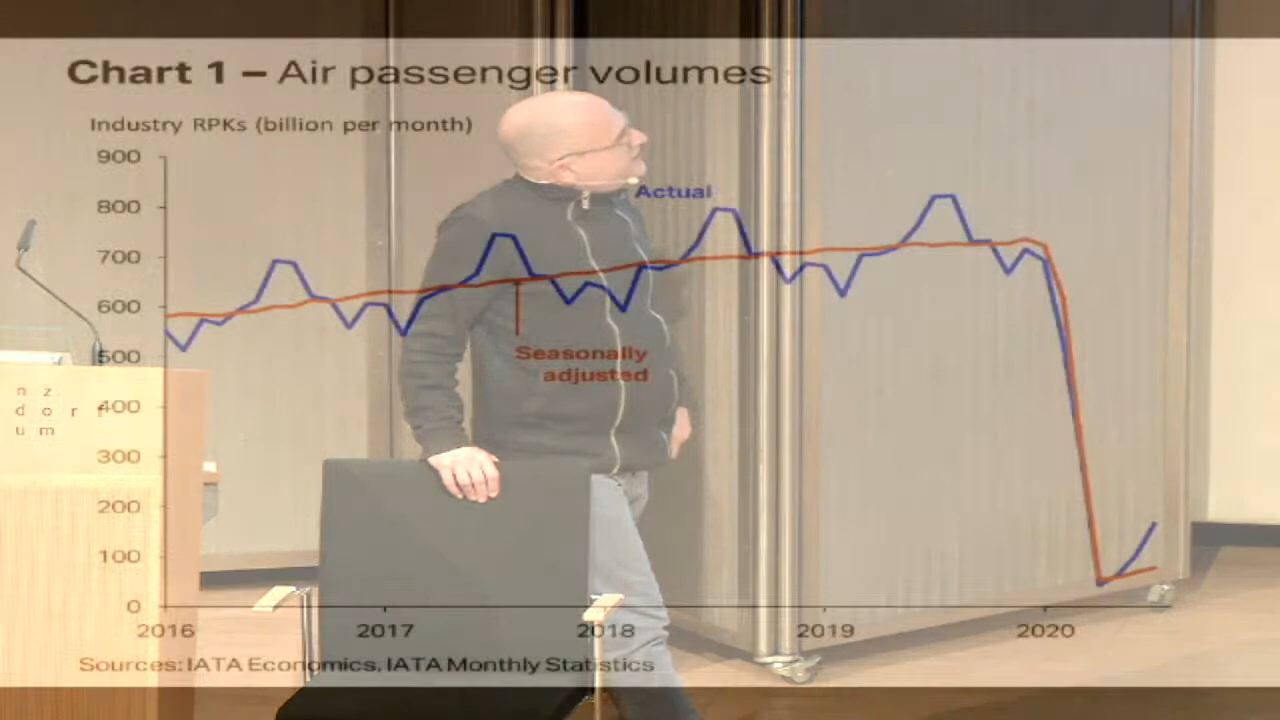 Chart 1 – Air passenger volumes
Industry RPKs (billion per month)
900
800
700
600
500
400
300
200
100
0
Actual
Seasonally
adjusted
2016 2017 2018 2019 2020
Sources: IATA Economics, IATA Monthly Statistics
n z
d o r f
u m